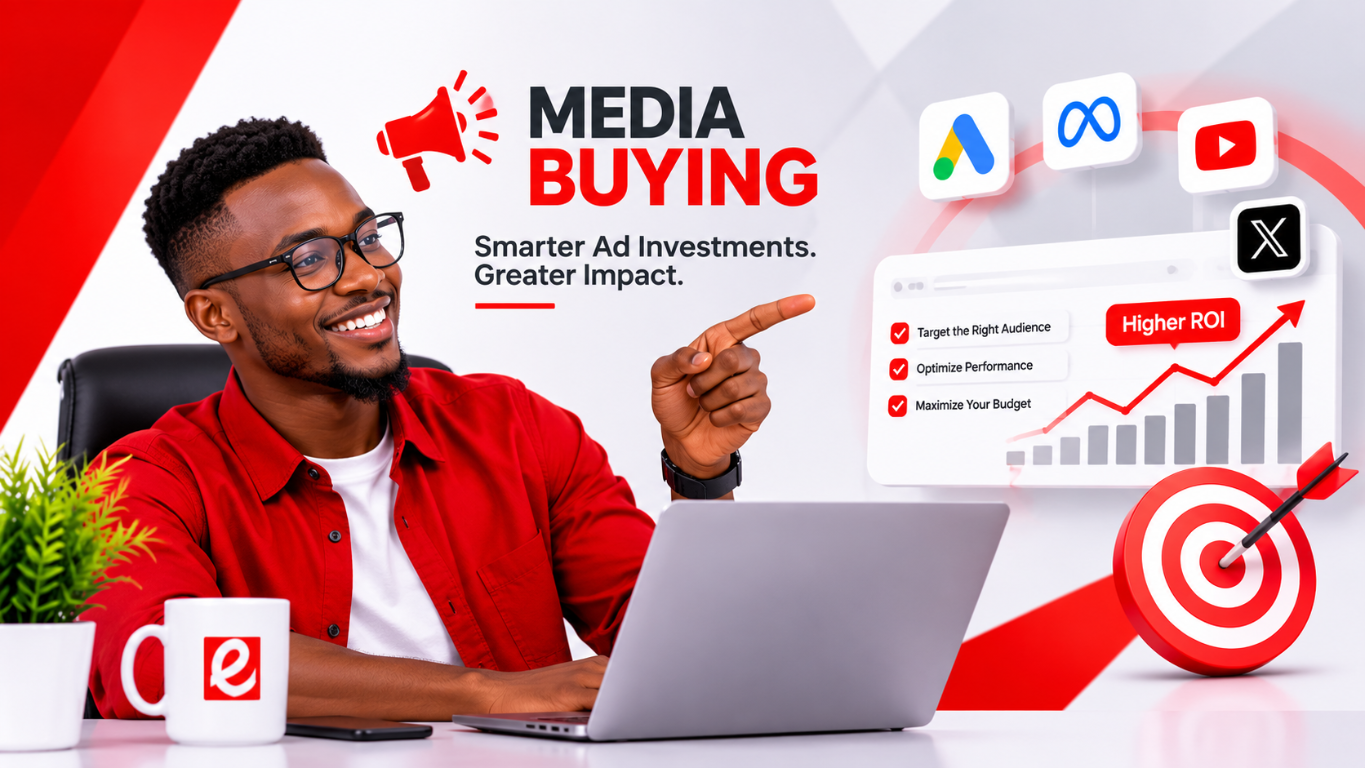 MEDIA
BUYING
Smarter Ad Investments.
Greater Impact.
Target the Right Audience
Optimize Performance
Maximize Your Budget
Higher ROI
X
e